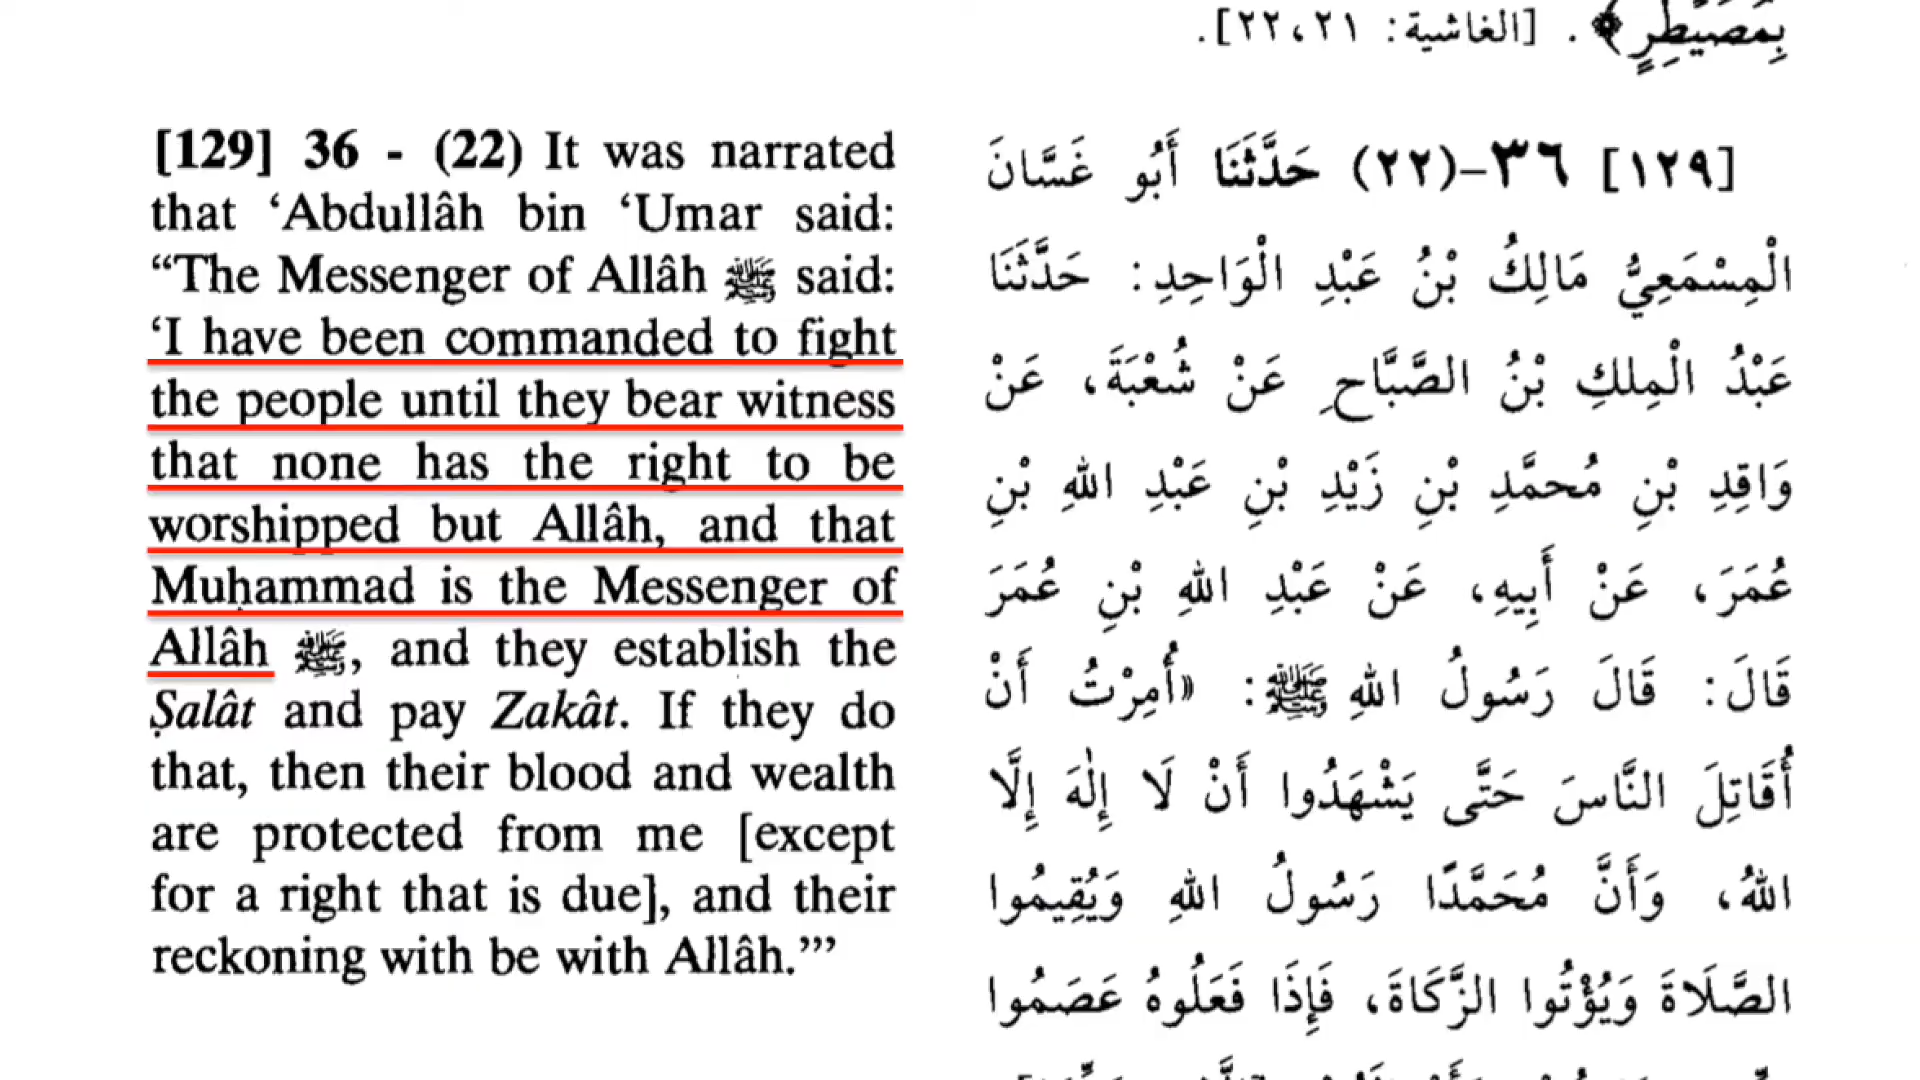 بِمُصَيْطِرٍ﴾ . [الغاشية: ٢١،٢٢].
[129] 36 - (22) It was narrated
that ‘Abdullâh bin ‘Umar said:
“The Messenger of Allâh ﷺ said:
‘I have been commanded to fight
the people until they bear witness
that none has the right to be
worshipped but Allâh, and that
Muḥammad is the Messenger of
Allâh ﷺ, and they establish the
Ṣalât and pay Zakât. If they do
that, then their blood and wealth
are protected from me [except
for a right that is due], and their
reckoning with be with Allâh.’”
[١٢٩] ٣٦-(٢٢) حَدَّثَنَا أَبُو غَسَّانَ
الْمِسْمَعِيُّ مَالِكُ بْنُ عَبْدِ الْوَاحِدِ: حَدَّثَنَا
عَبْدُ الْمِلكِ بْنُ الصَّبَّاحِ عَنْ شُعْبَةَ، عَنْ
وَاقِدِ بْنِ مُحمَّدِ بْنِ زَيْدِ بْنِ عَبْدِ اللهِ بْنِ
عُمَرَ، عَنْ أَبِيهِ، عَنْ عَبْدِ اللهِ بْنِ عُمَرَ
قَالَ: قَالَ رَسُولُ اللهِ ﷺ: «أُمِرْتُ أَنْ
أُقَاتِلَ النَّاسَ حَتَّى يَشْهَدُوا أَنْ لَا إِلٰهَ إِلَّا
اللهُ، وَأَنَّ مُحَمَّدًا رَسُولُ اللهِ وَيُقِيمُوا
الصَّلَاةَ وَيُؤْتُوا الزَّكَاةَ، فَإِذَا فَعَلُوهُ عَصَمُوا